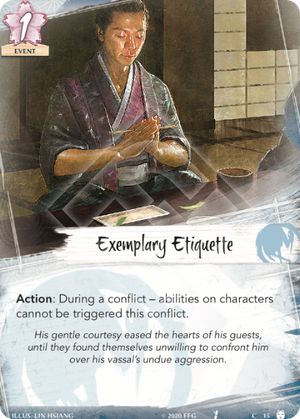 1
EVENT
Exemplary Etiquette
Action: During a conflict – abilities on characters
cannot be triggered this conflict.
His gentle courtesy eased the hearts of his guests,
until they found themselves unwilling to confront him
over his vassal's undue aggression.
ILLUS: LIN HSIANG © 2020 FFG C 15